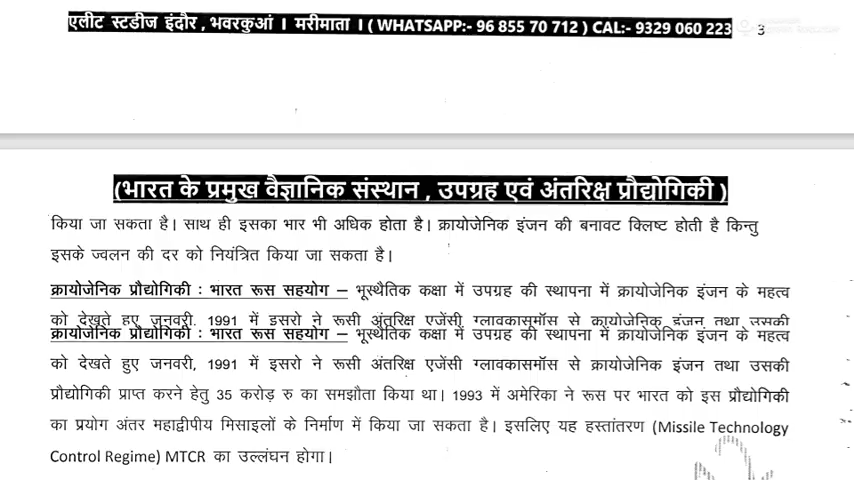 एलीट स्टडीज इंदौर , भवरकुआं । मरीमाता । ( WHATSAPP:- 96 855 70 712 ) CAL:- 9329 060 223
3
(भारत के प्रमुख वैज्ञानिक संस्थान , उपग्रह एवं अंतरिक्ष प्रौद्योगिकी )
किया जा सकता है। साथ ही इसका भार भी अधिक होता है। क्रायोजेनिक इंजन की बनावट क्लिष्ट होती है किन्तु
इसके ज्वलन की दर को नियंत्रित किया जा सकता है।
क्रायोजेनिक प्रौद्योगिकी : भारत रूस सहयोग – भूस्थैतिक कक्षा में उपग्रह की स्थापना में क्रायोजेनिक इंजन के महत्व
को देखते हुए जनवरी, 1991 में इसरो ने रूसी अंतरिक्ष एजेंसी ग्लावकासमॉस से क्रायोजेनिक इंजन तथा उसकी
क्रायोजेनिक प्रौद्योगिकी : भारत रूस सहयोग – भूस्थैतिक कक्षा में उपग्रह की स्थापना में क्रायोजेनिक इंजन के महत्व
को देखते हुए जनवरी, 1991 में इसरो ने रूसी अंतरिक्ष एजेंसी ग्लावकासमॉस से क्रायोजेनिक इंजन तथा उसकी
प्रौद्योगिकी प्राप्त करने हेतु 35 करोड़ रु का समझौता किया था। 1993 में अमेरिका ने रूस पर भारत को इस प्रौद्योगिकी
का प्रयोग अंतर महाद्वीपीय मिसाइलों के निर्माण में किया जा सकता है। इसलिए यह हस्तांतरण (Missile Technology
Control Regime) MTCR का उल्लंघन होगा।